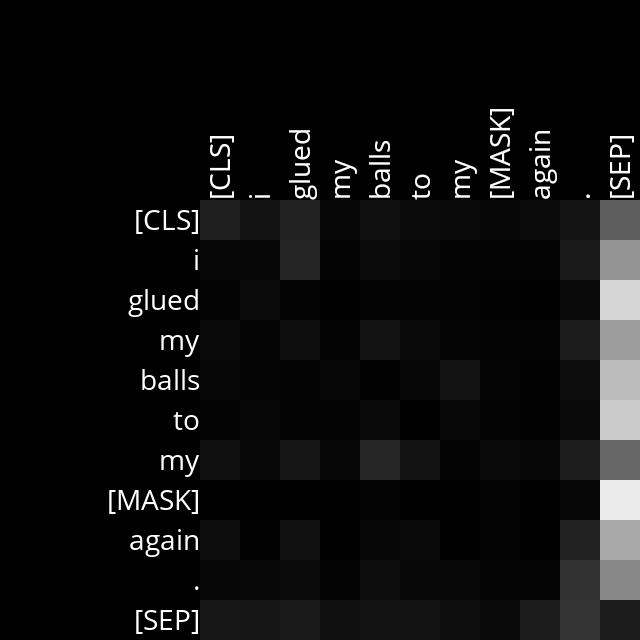 [CLS] i glued my balls to my [MASK] again . [SEP]
[CLS]
i
glued
my
balls
to
my
[MASK]
again
.
[SEP]